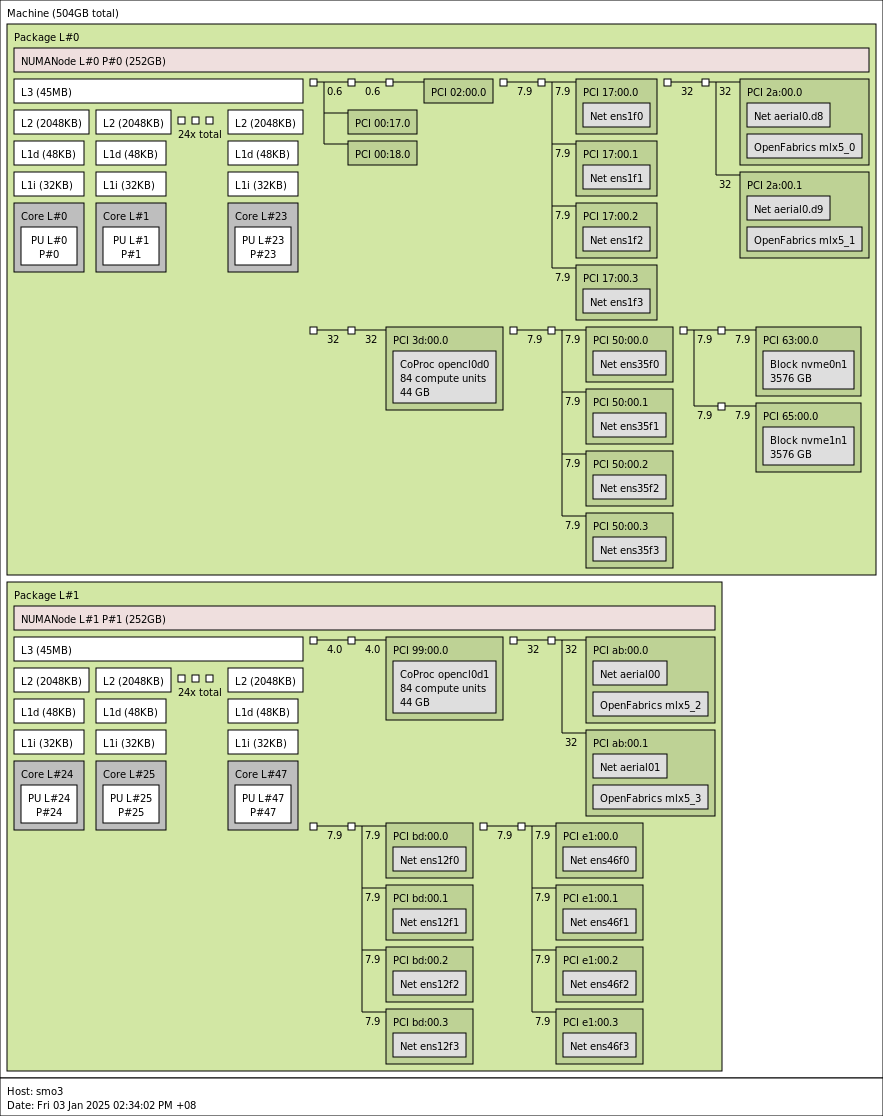 Machine (504GB total)
Package L#0
NUMANode L#0 P#0 (252GB)
L3 (45MB)
L2 (2048KB) L2 (2048KB) 24x total L2 (2048KB)
L1d (48KB) L1d (48KB) L1d (48KB)
L1i (32KB) L1i (32KB) L1i (32KB)
Core L#0 Core L#1 Core L#23
PU L#0 PU L#1 PU L#23
P#0 P#1 P#23
0.6 0.6 PCI 02:00.0
PCI 00:17.0
PCI 00:18.0
7.9 7.9 PCI 17:00.0
Net ens1f0
7.9 PCI 17:00.1
Net ens1f1
7.9 PCI 17:00.2
Net ens1f2
7.9 PCI 17:00.3
Net ens1f3
32 32 PCI 2a:00.0
Net aerial0.d8
OpenFabrics mlx5_0
32 PCI 2a:00.1
Net aerial0.d9
OpenFabrics mlx5_1
32 32 PCI 3d:00.0
CoProc opencl0d0
84 compute units
44 GB
7.9 7.9 PCI 50:00.0
Net ens35f0
7.9 PCI 50:00.1
Net ens35f1
7.9 PCI 50:00.2
Net ens35f2
7.9 PCI 50:00.3
Net ens35f3
7.9 7.9 PCI 63:00.0
Block nvme0n1
3576 GB
7.9 7.9 PCI 65:00.0
Block nvme1n1
3576 GB
Package L#1
NUMANode L#1 P#1 (252GB)
L3 (45MB)
L2 (2048KB) L2 (2048KB) 24x total L2 (2048KB)
L1d (48KB) L1d (48KB) L1d (48KB)
L1i (32KB) L1i (32KB) L1i (32KB)
Core L#24 Core L#25 Core L#47
PU L#24 PU L#25 PU L#47
P#24 P#25 P#47
4.0 4.0 PCI 99:00.0
CoProc opencl0d1
84 compute units
44 GB
32 32 PCI ab:00.0
Net aerial00
OpenFabrics mlx5_2
32 PCI ab:00.1
Net aerial01
OpenFabrics mlx5_3
7.9 7.9 PCI bd:00.0
Net ens12f0
7.9 PCI bd:00.1
Net ens12f1
7.9 PCI bd:00.2
Net ens12f2
7.9 PCI bd:00.3
Net ens12f3
7.9 7.9 PCI e1:00.0
Net ens46f0
7.9 PCI e1:00.1
Net ens46f1
7.9 PCI e1:00.2
Net ens46f2
7.9 PCI e1:00.3
Net ens46f3
Host: smo3
Date: Fri 03 Jan 2025 02:34:02 PM +08